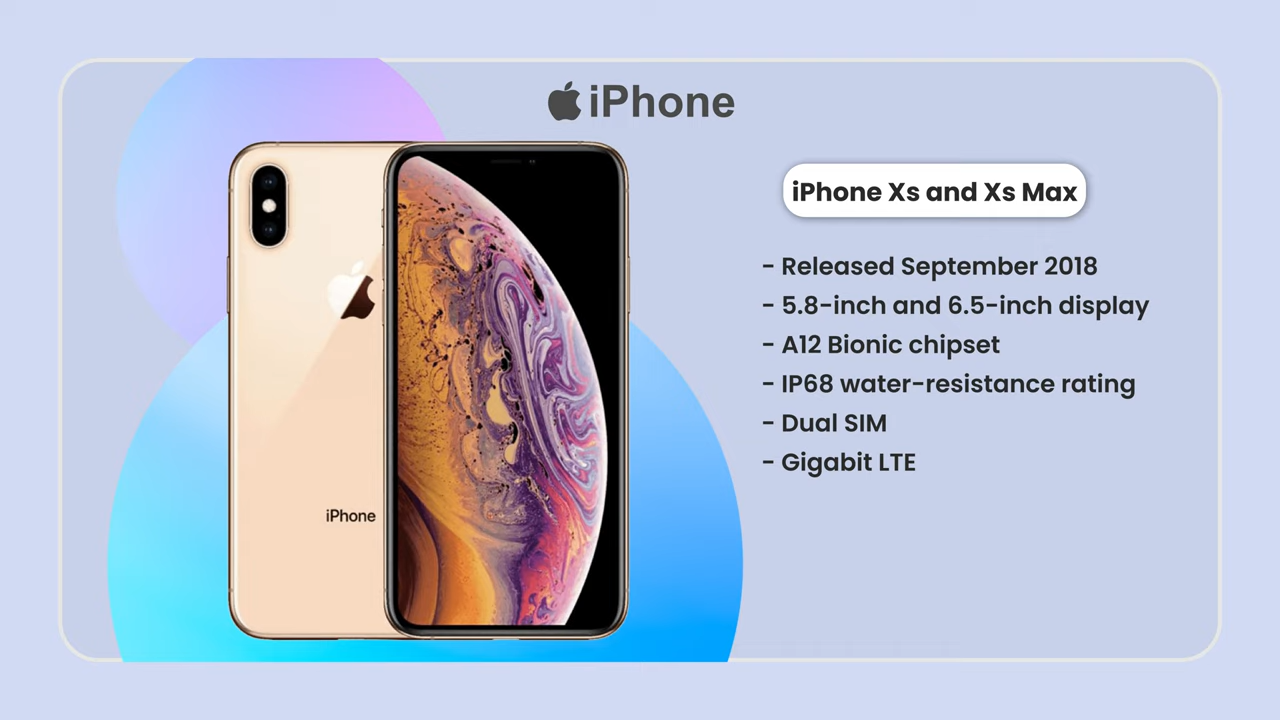 iPhone
iPhone Xs and Xs Max
- Released September 2018
- 5.8-inch and 6.5-inch display
- A12 Bionic chipset
- IP68 water-resistance rating
- Dual SIM
- Gigabit LTE
iPhone